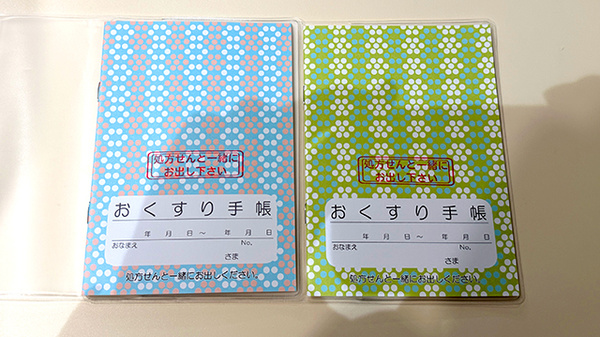 処方せんと一緒に
お出し下さい
おくすり手帳
年 月 日～ 年 月 日
おなまえ No.
さま
処方せんと一緒にお出しください。
処方せんと一緒に
お出し下さい
おくすり手帳
年 月 日～ 年 月 日
おなまえ No.
さま
処方せんと一緒にお出しください。